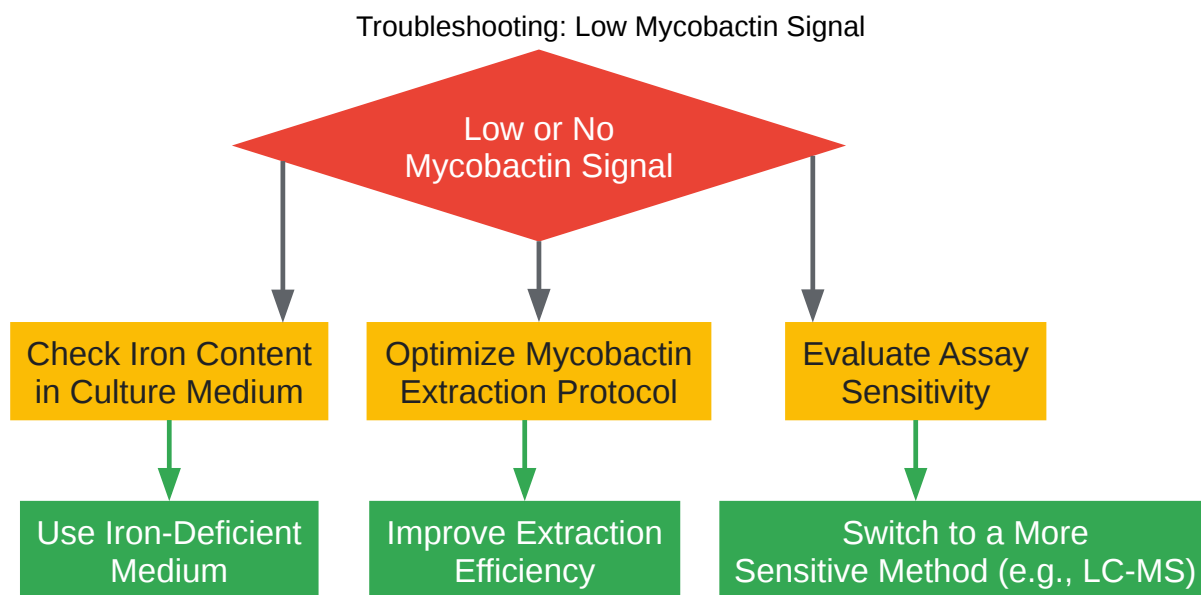 Troubleshooting: Low Mycobactin Signal
Low or No
Mycobactin Signal
Check Iron Content
in Culture Medium
Optimize Mycobactin
Extraction Protocol
Evaluate Assay
Sensitivity
Use Iron-Deficient
Medium
Improve Extraction
Efficiency
Switch to a More
Sensitive Method (e.g., LC-MS)